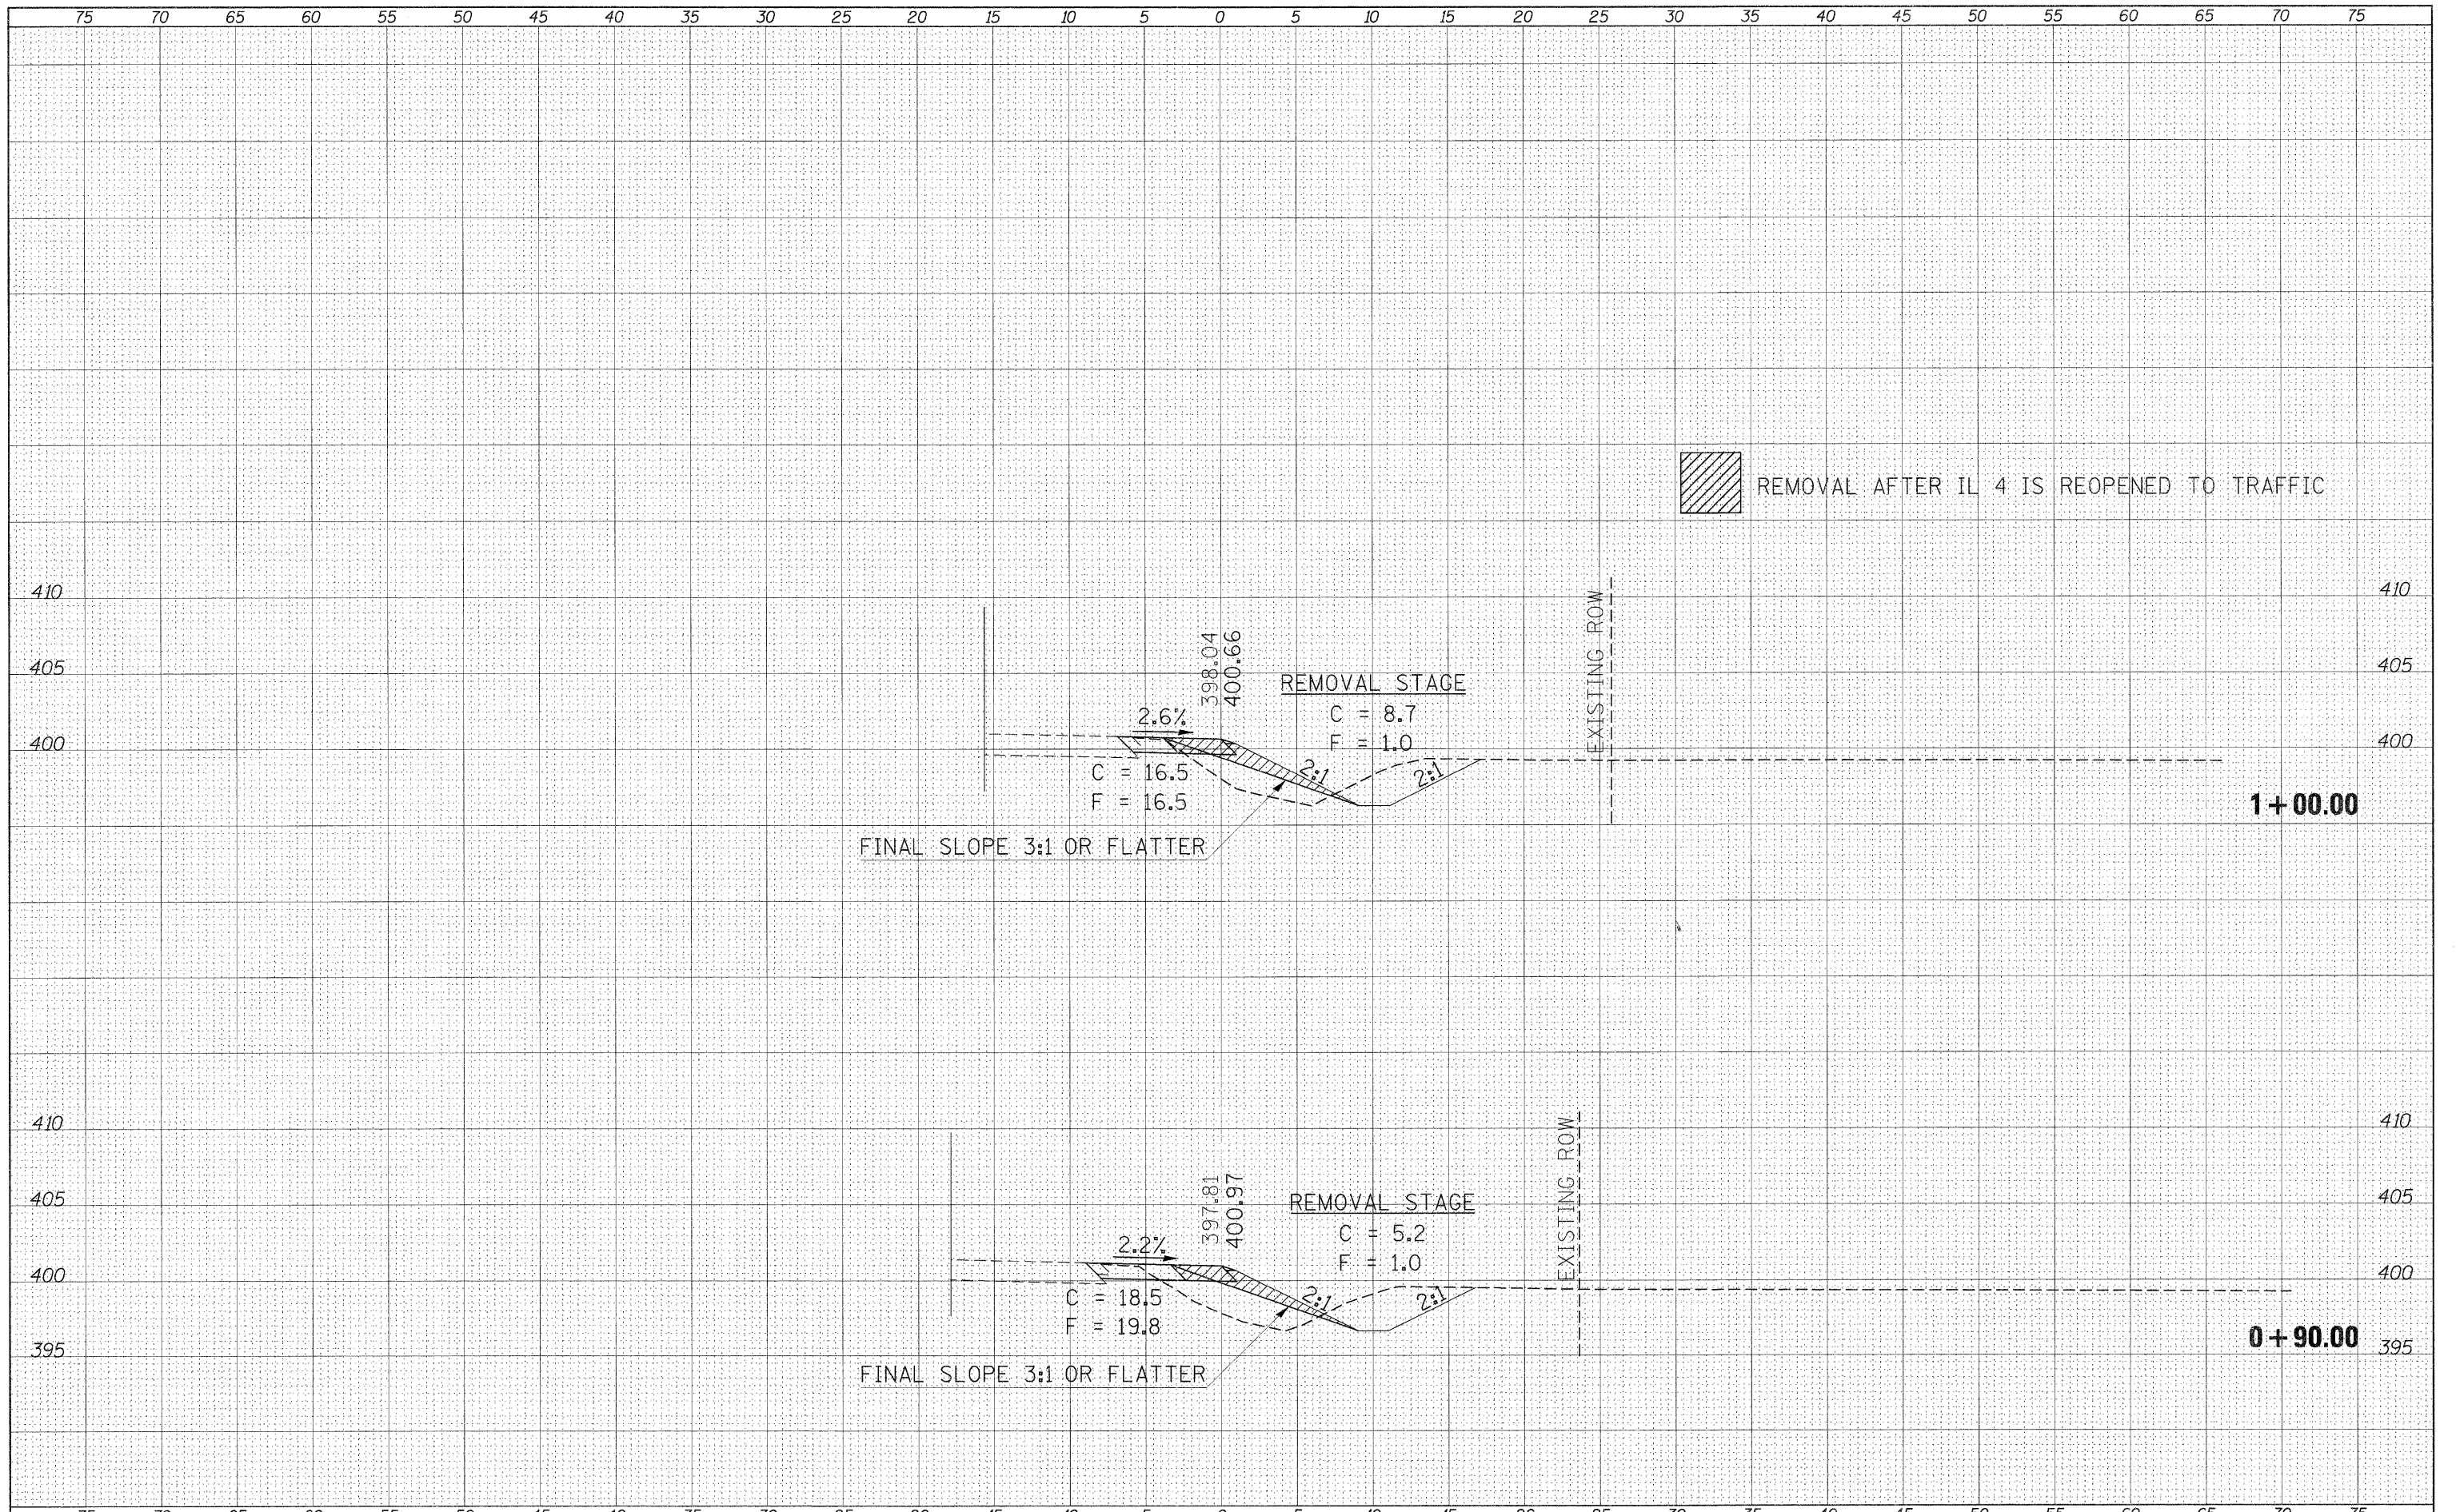 75 70 65 60 55 50 45 40 35 30 25 20 15 10 5 0 5 10 15 20 25 30 35 40 45 50 55 60 65 70 75
REMOVAL AFTER IL 4 IS REOPENED TO TRAFFIC
410 EXISTING ROW 410
398.04
400.66
405 405
REMOVAL STAGE
2.6% C = 8.7
400 F = 1.0 400
C = 16.5 2:1 2:1
F = 16.5
1+00.00
FINAL SLOPE 3:1 OR FLATTER
410 EXISTING ROW 410
397.81
400.97
405 REMOVAL STAGE 405
C = 5.2
2.2% F = 1.0
400 400
C = 18.5 2:1 2:1
F = 19.8
0+90.00
395 395
FINAL SLOPE 3:1 OR FLATTER